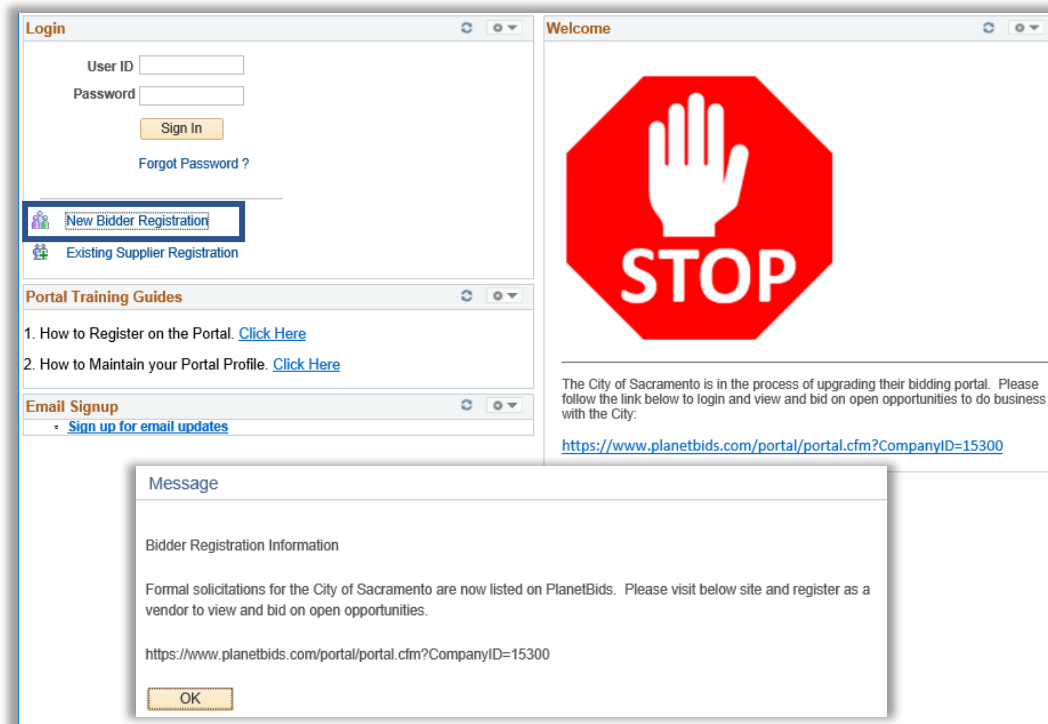 Login
User ID
Password
Sign In
Forgot Password ?
New Bidder Registration
Existing Supplier Registration
Portal Training Guides
1. How to Register on the Portal. Click Here
2. How to Maintain your Portal Profile. Click Here
Email Signup
Sign up for email updates
Welcome
STOP
The City of Sacramento is in the process of upgrading their bidding portal. Please
follow the link below to login and view and bid on open opportunities to do business
with the City:
https://www.planetbids.com/portal/portal.cfm?CompanyID=15300
Message
Bidder Registration Information
Formal solicitations for the City of Sacramento are now listed on PlanetBids. Please visit below site and register as a
vendor to view and bid on open opportunities.
https://www.planetbids.com/portal/portal.cfm?CompanyID=15300
OK